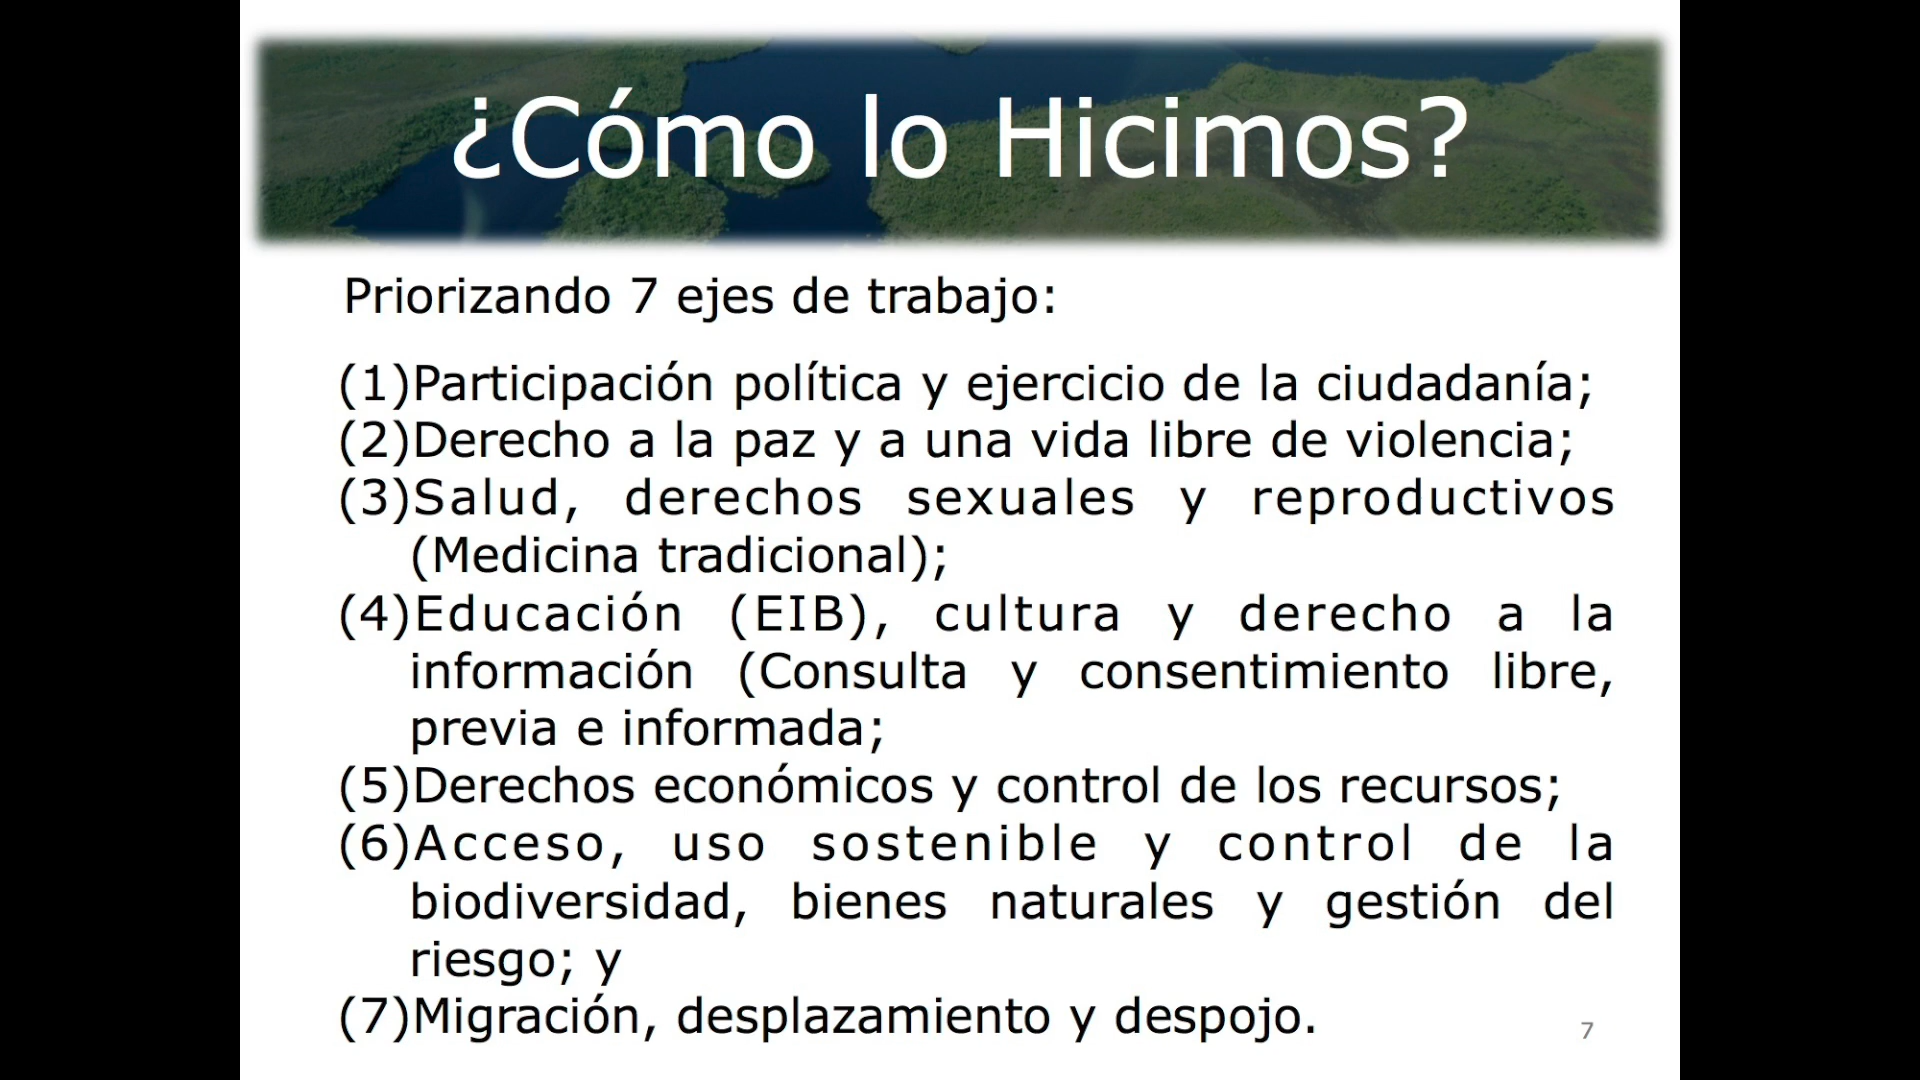 ¿Cómo lo Hicimos?
Priorizando 7 ejes de trabajo:
(1)Participación política y ejercicio de la ciudadanía;
(2)Derecho a la paz y a una vida libre de violencia;
(3)Salud, derechos sexuales y reproductivos
(Medicina tradicional);
(4)Educación (EIB), cultura y derecho a la
información (Consulta y consentimiento libre,
previa e informada;
(5)Derechos económicos y control de los recursos;
(6)Acceso, uso sostenible y control de la
biodiversidad, bienes naturales y gestión del
riesgo; y
(7)Migración, desplazamiento y despojo.
7